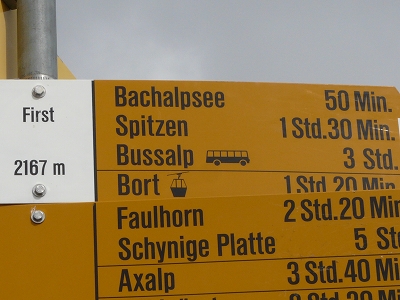 First
2167 m
Bachalpsee 50 Min.
Spitzen 1 Std. 30 Min.
Bussalp 3 Std.
Bort 1 Std. 20 Min.
Faulhorn 2 Std. 20 Min
Schynige Platte 5 St
Axalp 3 Std. 40 Mi